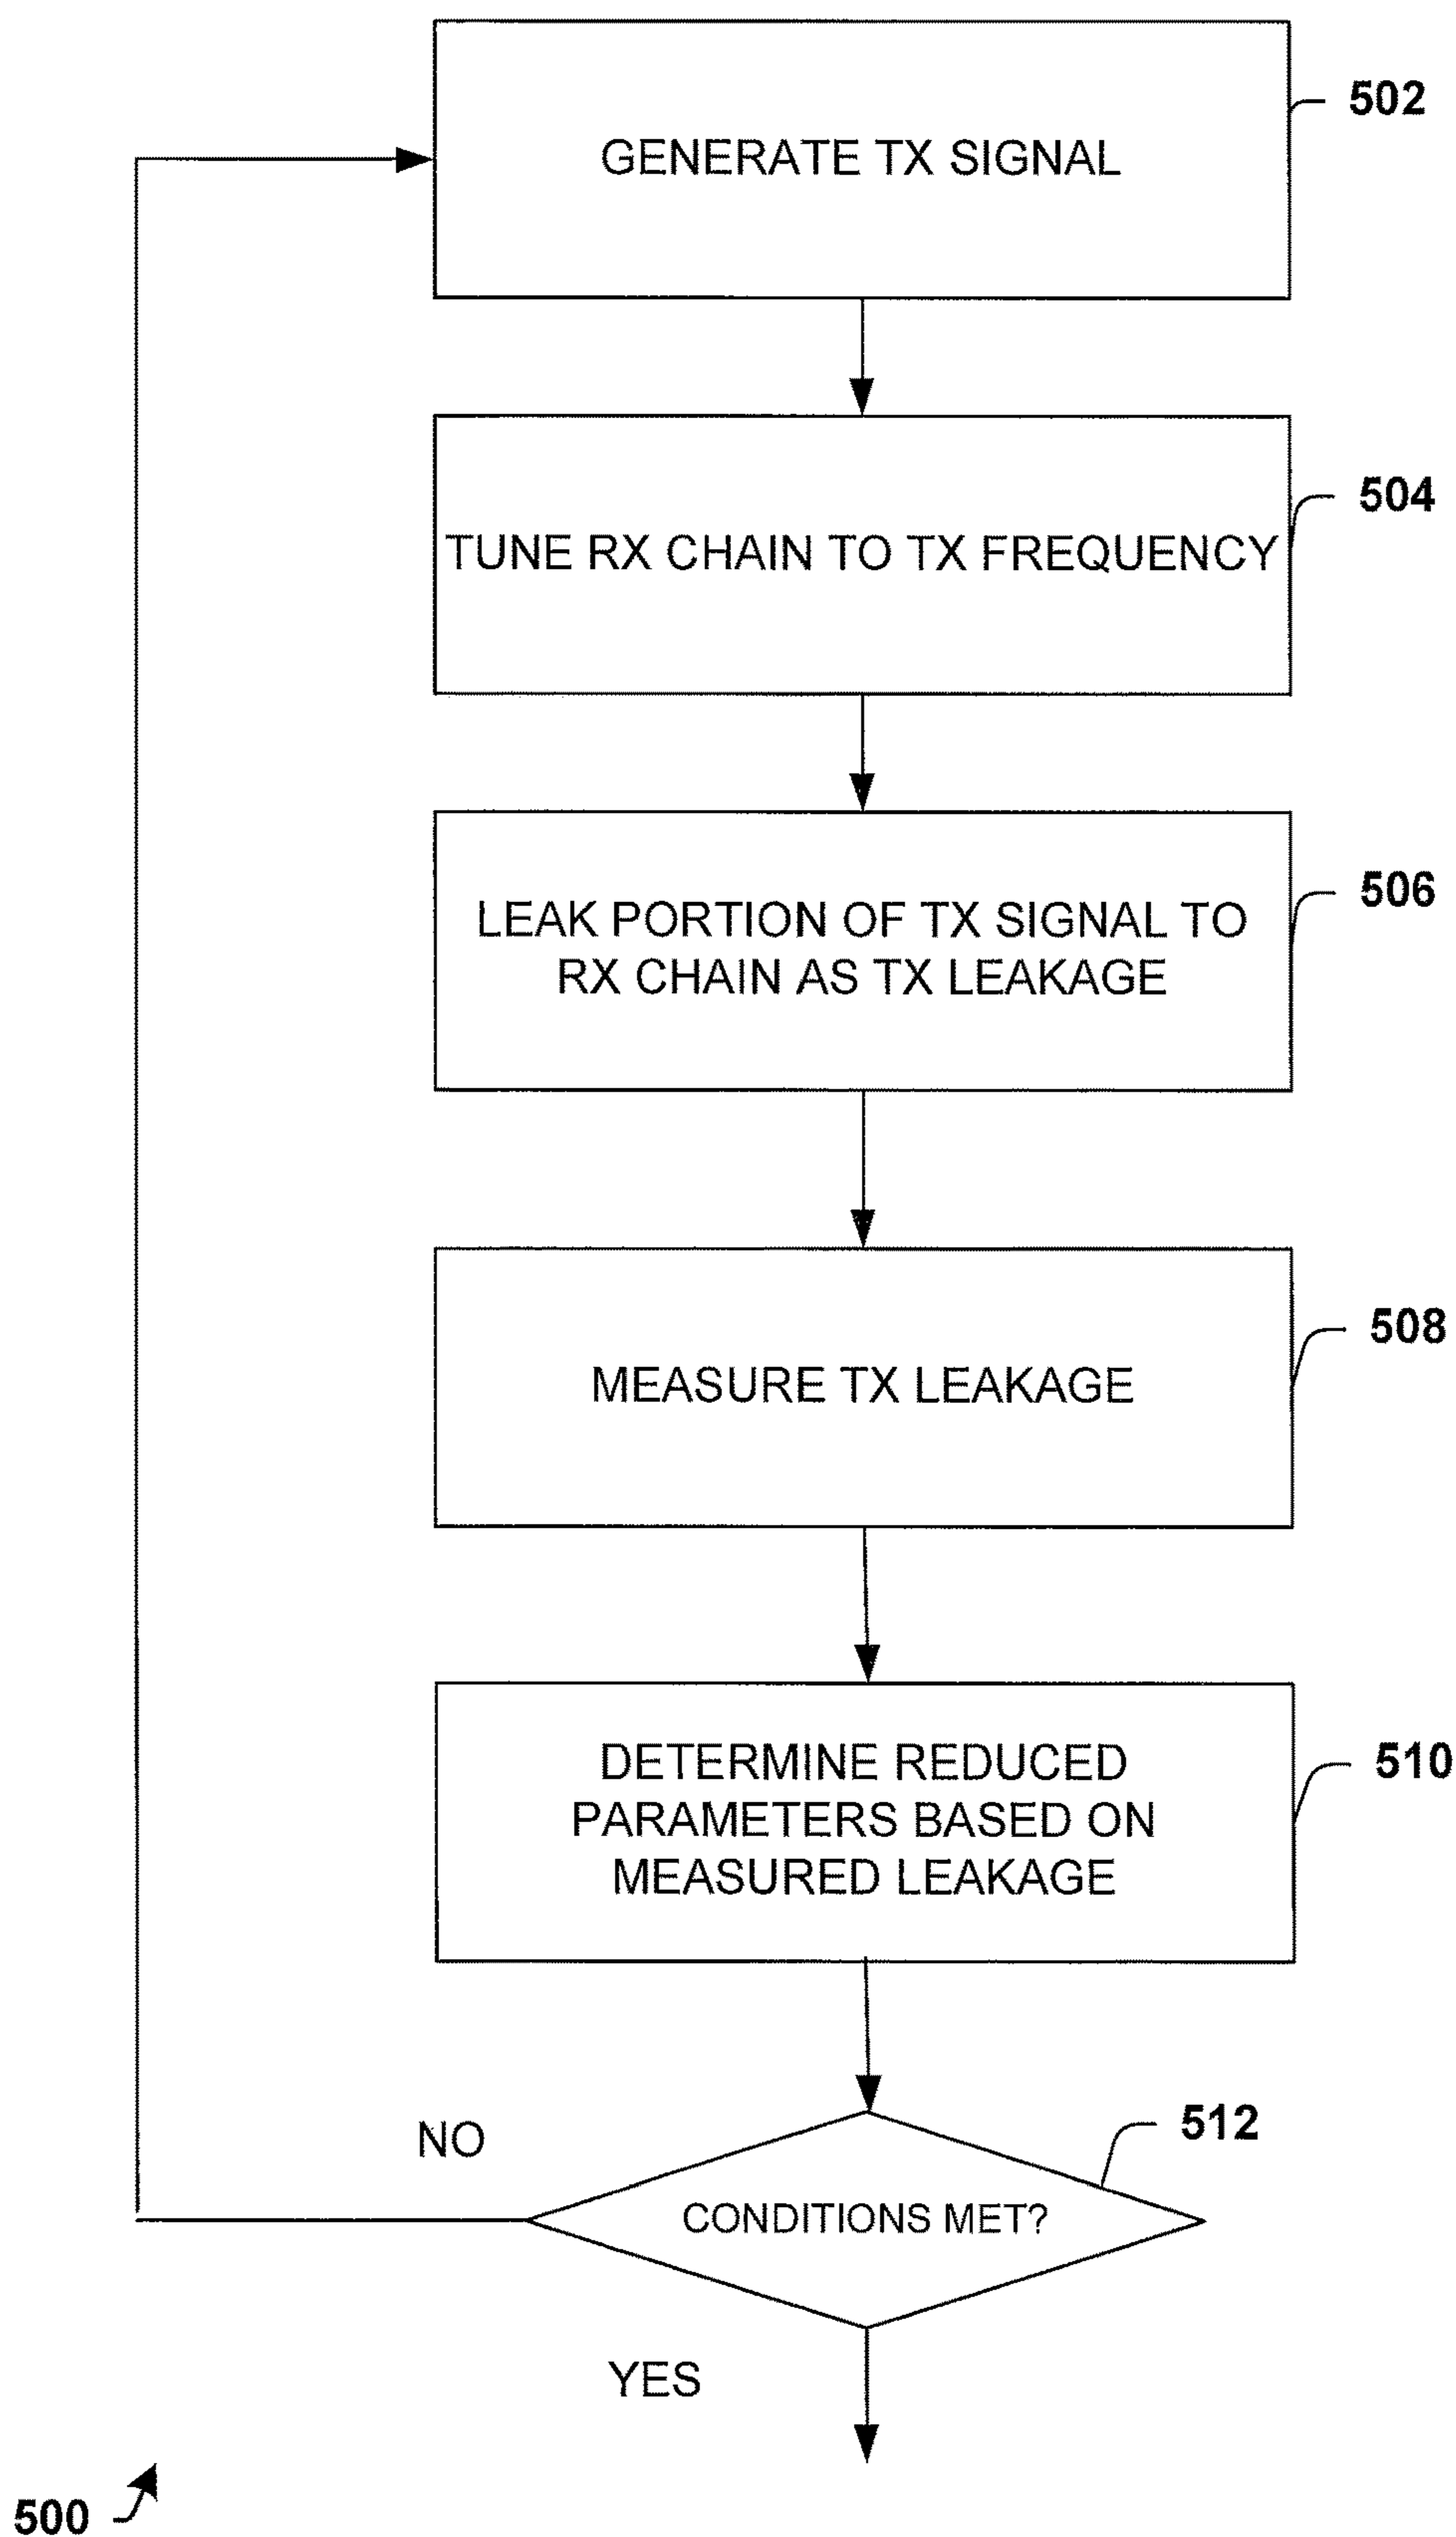 GENERATE TX SIGNAL
502
TUNE RX CHAIN TO TX FREQUENCY
504
LEAK PORTION OF TX SIGNAL TO
RX CHAIN AS TX LEAKAGE
506
MEASURE TX LEAKAGE
508
DETERMINE REDUCED
PARAMETERS BASED ON
MEASURED LEAKAGE
510
NO
512
CONDITIONS MET?
YES
500